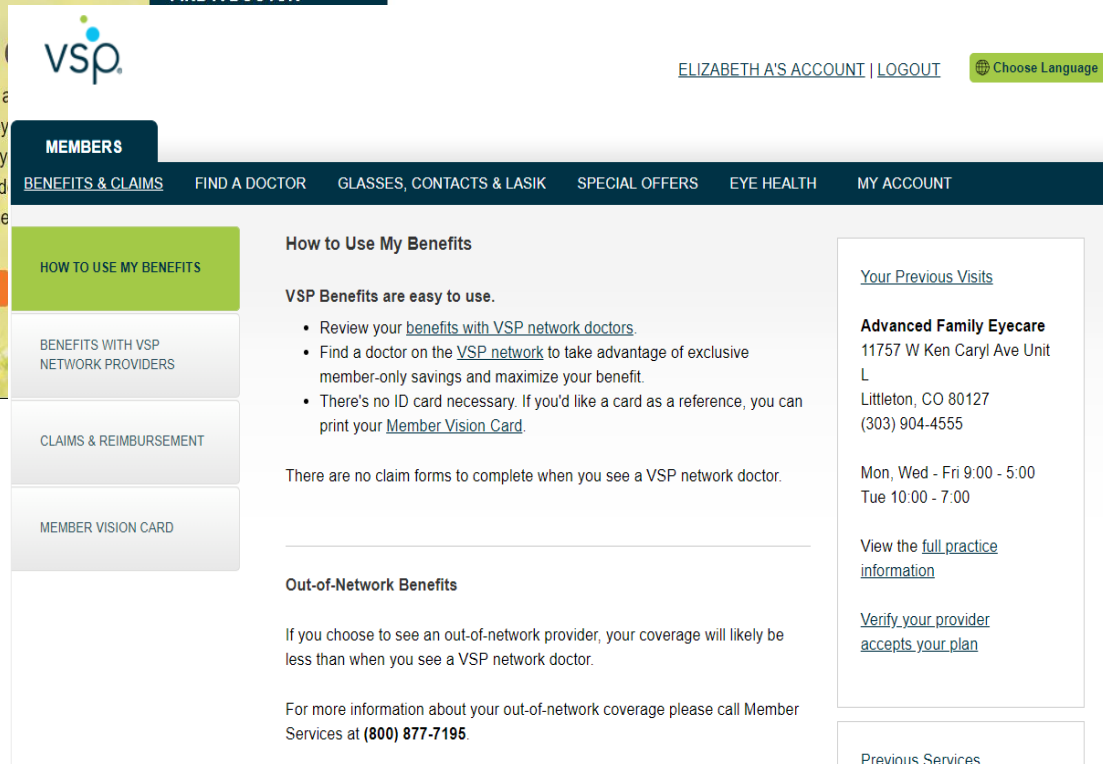 vsp.
ELIZABETH A'S ACCOUNT | LOGOUT
Choose Language
MEMBERS
BENEFITS & CLAIMS FIND A DOCTOR GLASSES, CONTACTS & LASIK SPECIAL OFFERS EYE HEALTH MY ACCOUNT
HOW TO USE MY BENEFITS
BENEFITS WITH VSP
NETWORK PROVIDERS
CLAIMS & REIMBURSEMENT
MEMBER VISION CARD
How to Use My Benefits
VSP Benefits are easy to use.
• Review your benefits with VSP network doctors.
• Find a doctor on the VSP network to take advantage of exclusive
member-only savings and maximize your benefit.
• There's no ID card necessary. If you'd like a card as a reference, you can
print your Member Vision Card.
There are no claim forms to complete when you see a VSP network doctor.
Out-of-Network Benefits
If you choose to see an out-of-network provider, your coverage will likely be
less than when you see a VSP network doctor.
For more information about your out-of-network coverage please call Member
Services at (800) 877-7195.
Your Previous Visits
Advanced Family Eyecare
11757 W Ken Caryl Ave Unit
L
Littleton, CO 80127
(303) 904-4555
Mon, Wed - Fri 9:00 - 5:00
Tue 10:00 - 7:00
View the full practice
information
Verify your provider
accepts your plan
Previous Services